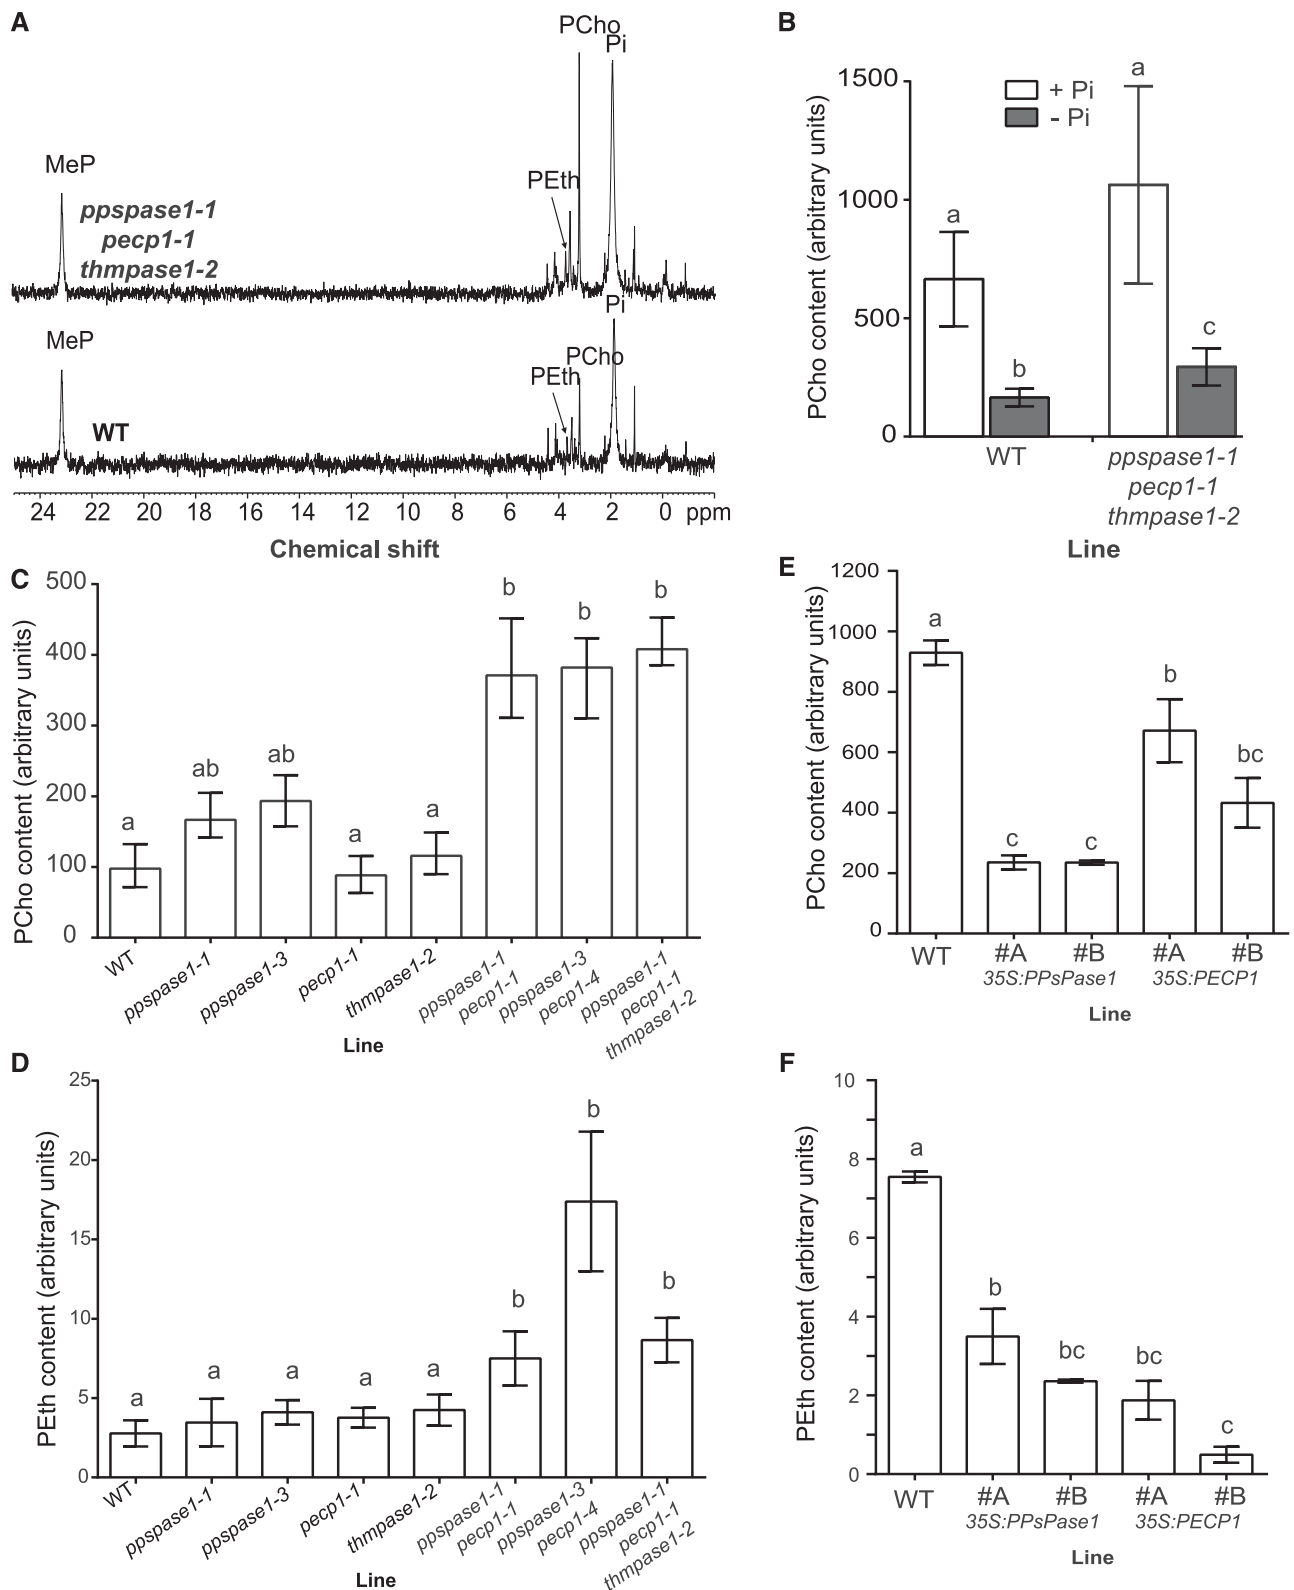 A
PCho
Pi
MeP
PEth
ppspase1-1
pecp1-1
thmpase1-2
Pi
MeP
PCho
PEth
WT
24 22 20 18 16 14 12 10 8 6 4 2 0 ppm
Chemical shift
B
PCho content (arbitrary units)
1500
1000
500
0
+ Pi
- Pi
a
b
a
c
WT
ppspase1-1
pecp1-1
thmpase1-2
Line
C
PCho content (arbitrary units)
500
400
300
200
100
0
a
ab
ab
a
a
b
b
b
WT
ppspase1-1
ppspase1-3
pecp1-1
thmpase1-2
ppspase1-1
pecp1-1
ppspase1-3
pecp1-4
ppspase1-1
pecp1-1
thmpase1-2
Line
E
PCho content (arbitrary units)
1200
1000
800
600
400
200
0
a
c
c
b
bc
WT
#A
#B
#A
#B
35S:PPsPase1
35S:PECP1
Line
D
PEth content (arbitrary units)
25
20
15
10
5
0
a
a
a
a
a
b
b
b
WT
ppspase1-1
ppspase1-3
pecp1-1
thmpase1-2
ppspase1-1
pecp1-1
ppspase1-3
pecp1-4
ppspase1-1
pecp1-1
thmpase1-2
Line
F
PEth content (arbitrary units)
10
8
6
4
2
0
a
b
bc
bc
c
WT
#A
#B
#A
#B
35S:PPsPase1
35S:PECP1
Line